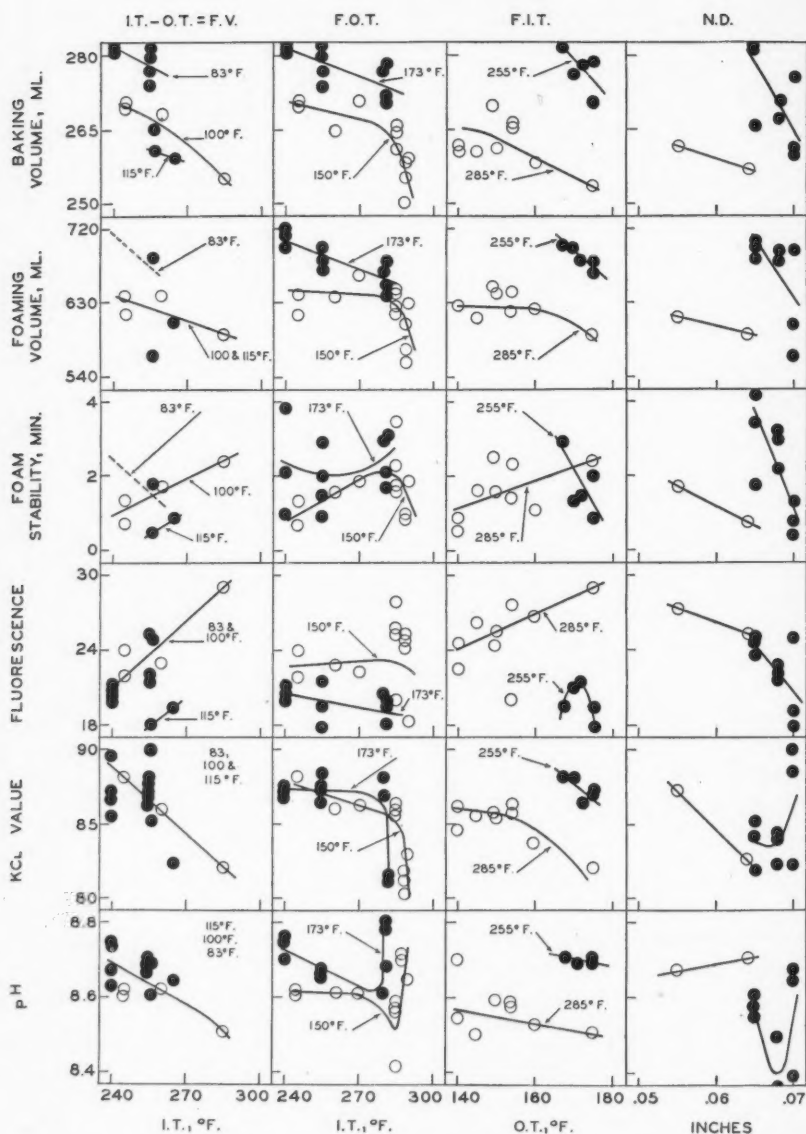 I.T. – O.T. = F.V. F.O.T. F.I.T. N.D.
BAKING VOLUME, ML.
280
265
250
83° F.
100° F.
115° F.
173° F.
150° F.
255° F.
285° F.
FOAMING VOLUME, ML.
720
630
540
83° F.
100 & 115° F.
173° F.
150° F.
255° F.
285° F.
FOAM STABILITY, MIN.
4
2
0
83° F.
100° F.
115° F.
173° F.
150° F.
255° F.
285° F.
FLUORESCENCE
30
24
18
83 & 100° F.
115° F.
150° F.
173° F.
285° F.
255° F.
KCL VALUE
90
85
80
83, 100 & 115° F.
173° F.
150° F.
255° F.
285° F.
pH
8.8
8.6
8.4
115° F.
100° F.
83° F.
173° F.
150° F.
255° F.
285° F.
240 270 300 240 270 300 140 160 180 .05 .06 .07
I.T., °F. I.T., °F. O.T., °F. INCHES